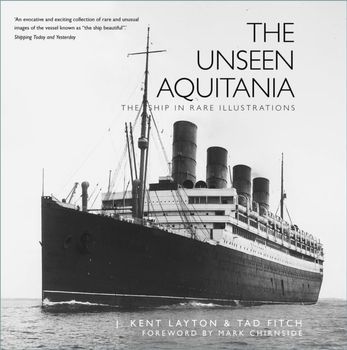 'An evocative and exciting collection of rare and unusual
images of the vessel known as "the ship beautiful".'
Shipping Today and Yesterday
THE
UNSEEN
AQUITANIA
THE SHIP IN RARE ILLUSTRATIONS
J. KENT LAYTON & TAD FITCH
FOREWORD BY MARK CHIRNSIDE